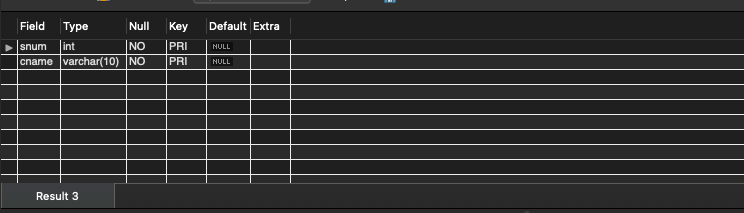 Field Type Null Key Default Extra
snum int NO PRI NULL
cname varchar(10) NO PRI NULL
Result 3